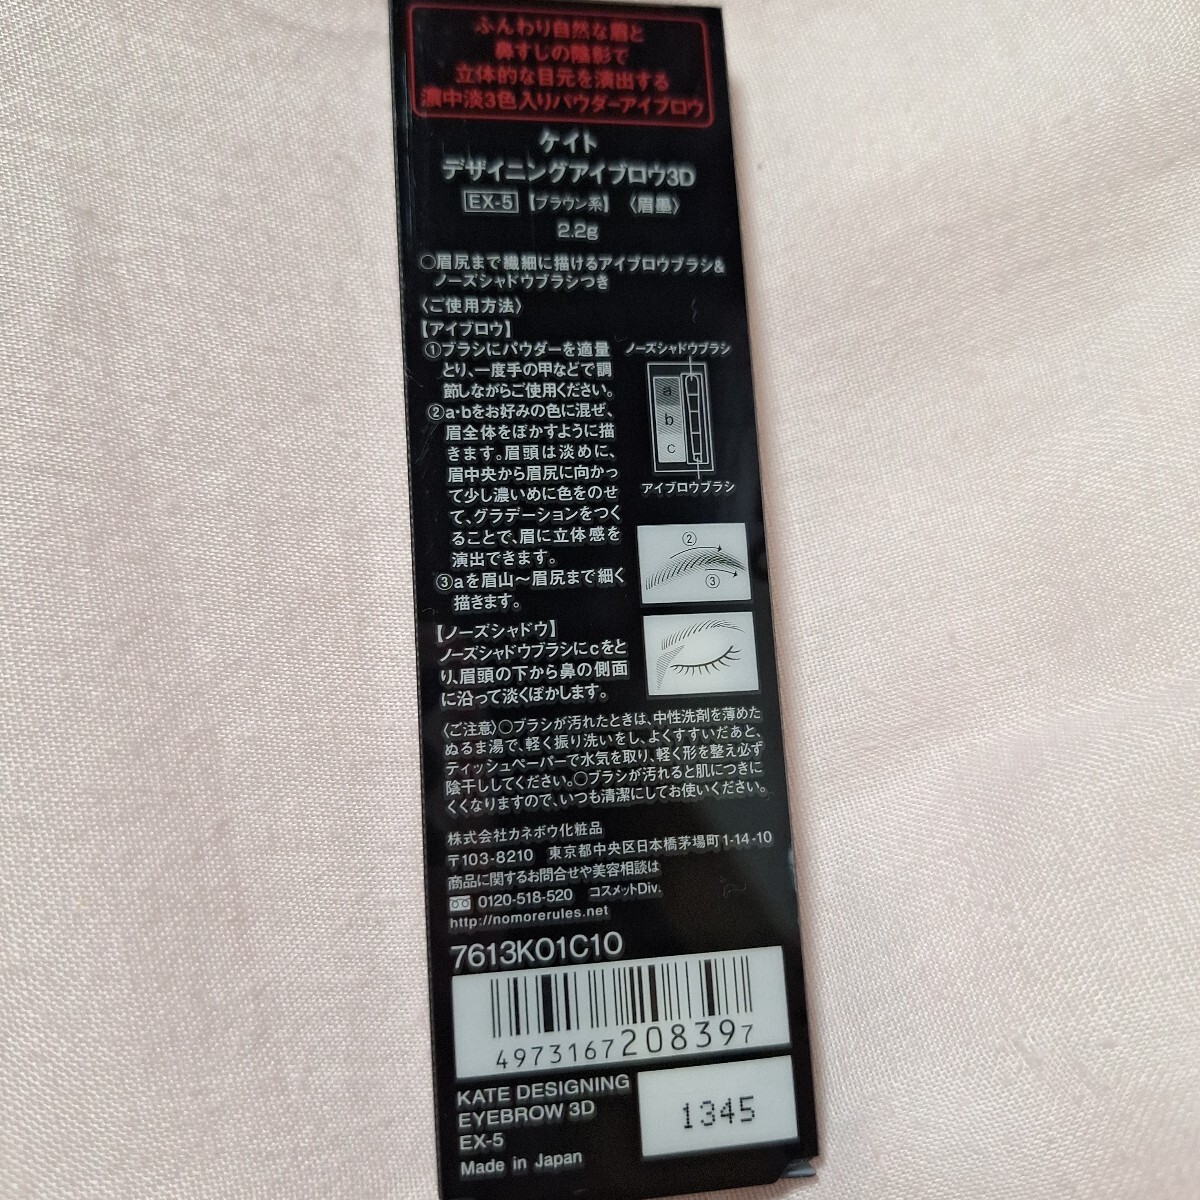 ふんわり自然な眉と
鼻すじの陰影で
立体的な目元を演出する
濃中淡3色入りパウダーアイブロウ
ケイト
デザイニングアイブロウ3D
EX-5 【ブラウン系】 〈眉墨〉
2.2g
○眉尻まで繊細に描けるアイブロウブラシ&
ノーズシャドウブラシつき
〈ご使用方法〉
【アイブロウ】
①ブラシにパウダーを適量
とり、一度手の甲などで調
節しながらご使用ください。
②a・bをお好みの色に混ぜ、
眉全体をぼかすように描
きます。眉頭は淡めに、
眉中央から眉尻に向かっ
て少し濃いめに色をのせ
て、グラデーションをつく
ることで、眉に立体感を
演出できます。
③aを眉山～眉尻まで細く
描きます。
ノーズシャドウブラシ
a
b
c
アイブロウブラシ
②
③
【ノーズシャドウ】
ノーズシャドウブラシにcをと
り、眉頭の下から鼻の側面
に沿って淡くぼかします。
〈ご注意〉○ブラシが汚れたときは、中性洗剤を薄めた
ぬるま湯で、軽く振り洗いをし、よくすすいだあと、
ティッシュペーパーで水気を取り、軽く形を整え必ず
陰干ししてください。○ブラシが汚れると肌につきに
くくなりますので、いつも清潔にしてお使いください。
株式会社カネボウ化粧品
〒103-8210 東京都中央区日本橋茅場町1-14-10
商品に関するお問合せや美容相談は
0120-518-520 コスメットDiv.
http://nomorerules.net
7613K01C10
4973167208397
KATE DESIGNING
EYEBROW 3D
EX-5
Made in Japan
1345